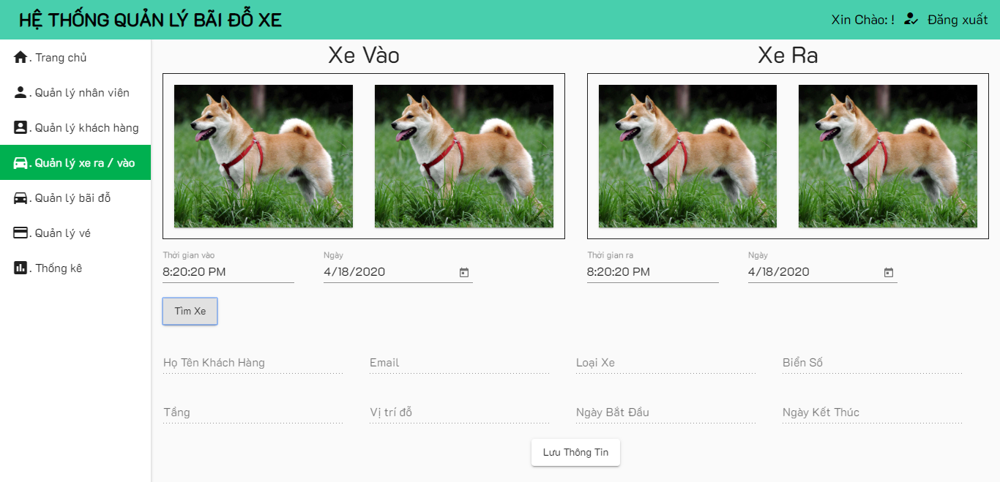 HỆ THỐNG QUẢN LÝ BÃI ĐỖ XE
Xin Chào: ! Đăng xuất
. Trang chủ
. Quản lý nhân viên
. Quản lý khách hàng
. Quản lý xe ra / vào
. Quản lý bãi đỗ
. Quản lý vé
. Thống kê
Xe Vào
Xe Ra
Thời gian vào
8:20:20 PM
Ngày
4/18/2020
Thời gian ra
8:20:20 PM
Ngày
4/18/2020
Tìm Xe
Họ Tên Khách Hàng
Email
Loại Xe
Biển Số
Tầng
Vị trí đỗ
Ngày Bắt Đầu
Ngày Kết Thúc
Lưu Thông Tin